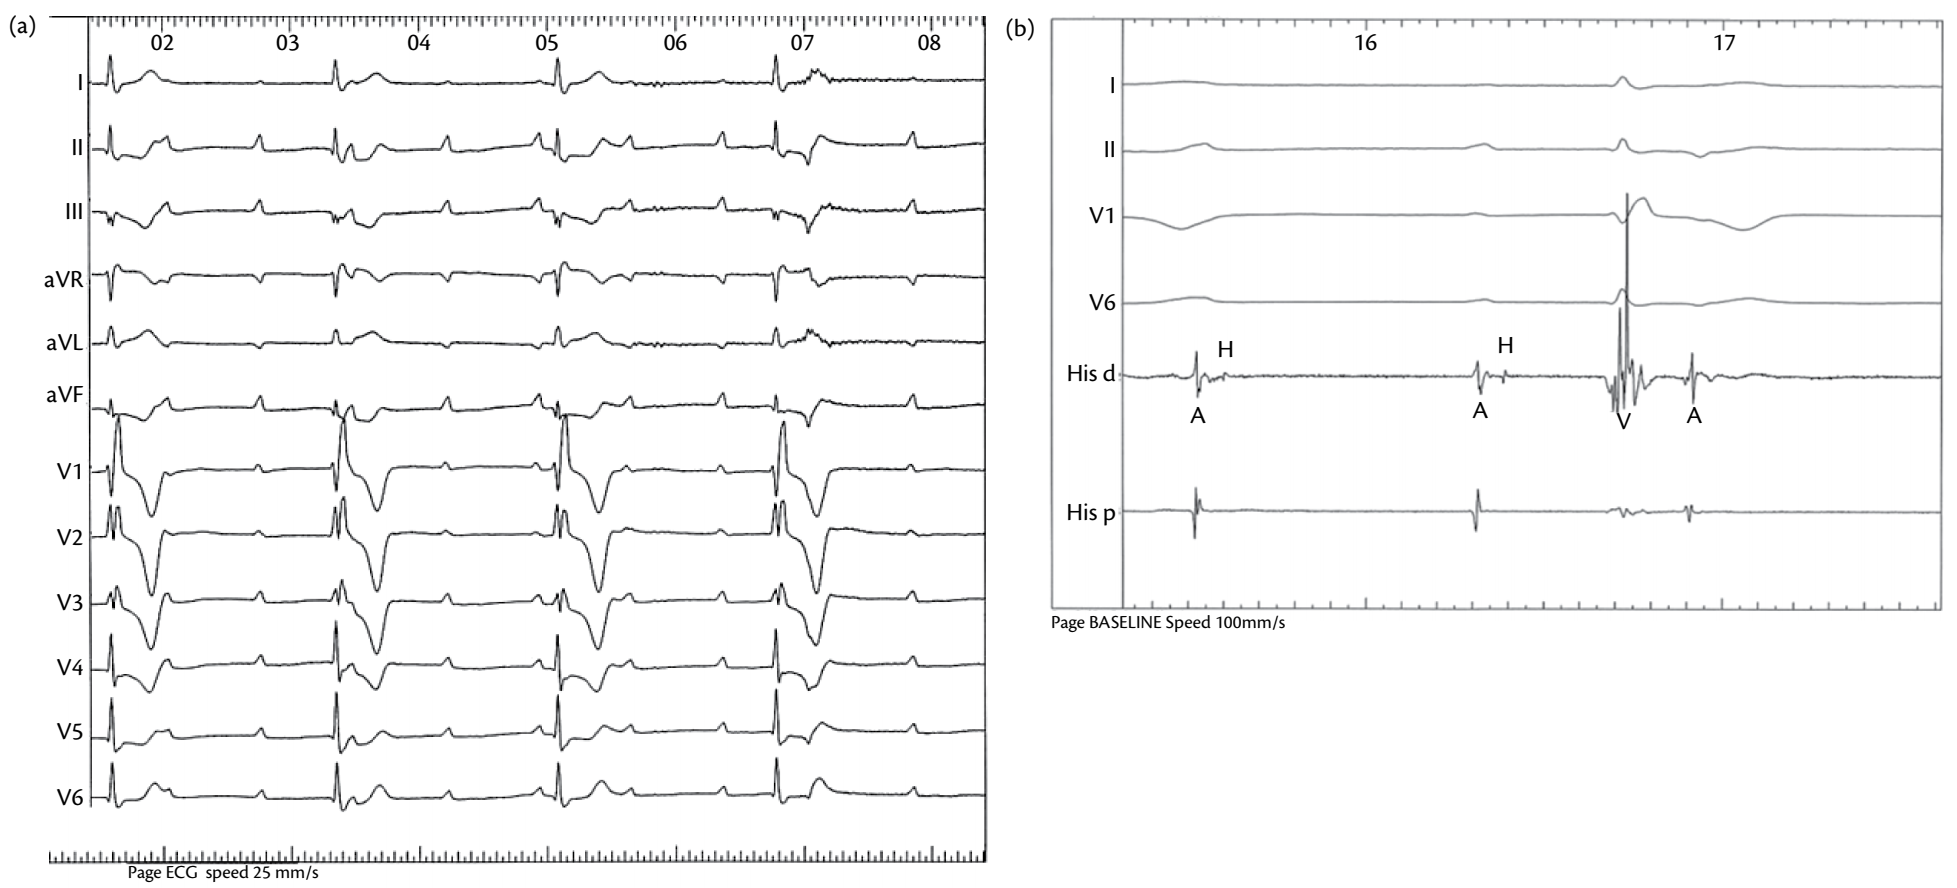 (a)
02 03 04 05 06 07 08
I
II
III
aVR
aVL
aVF
V1
V2
V3
V4
V5
V6
Page ECG speed 25 mm/s
(b)
16 17
I
II
V1
V6
H H
His d
A A V A
His p
Page BASELINE Speed 100mm/s